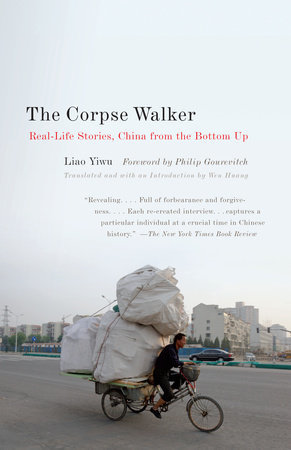 The Corpse Walker
Real-Life Stories, China from the Bottom Up
Liao Yiwu Foreword by Philip Gourevitch
Translated and with an Introduction by Wen Huang
“Revealing. . . . Full of forbearance and forgive-
ness. . . . Each re-created interview. . . captures a
particular individual at a crucial time in Chinese
history.” —The New York Times Book Review